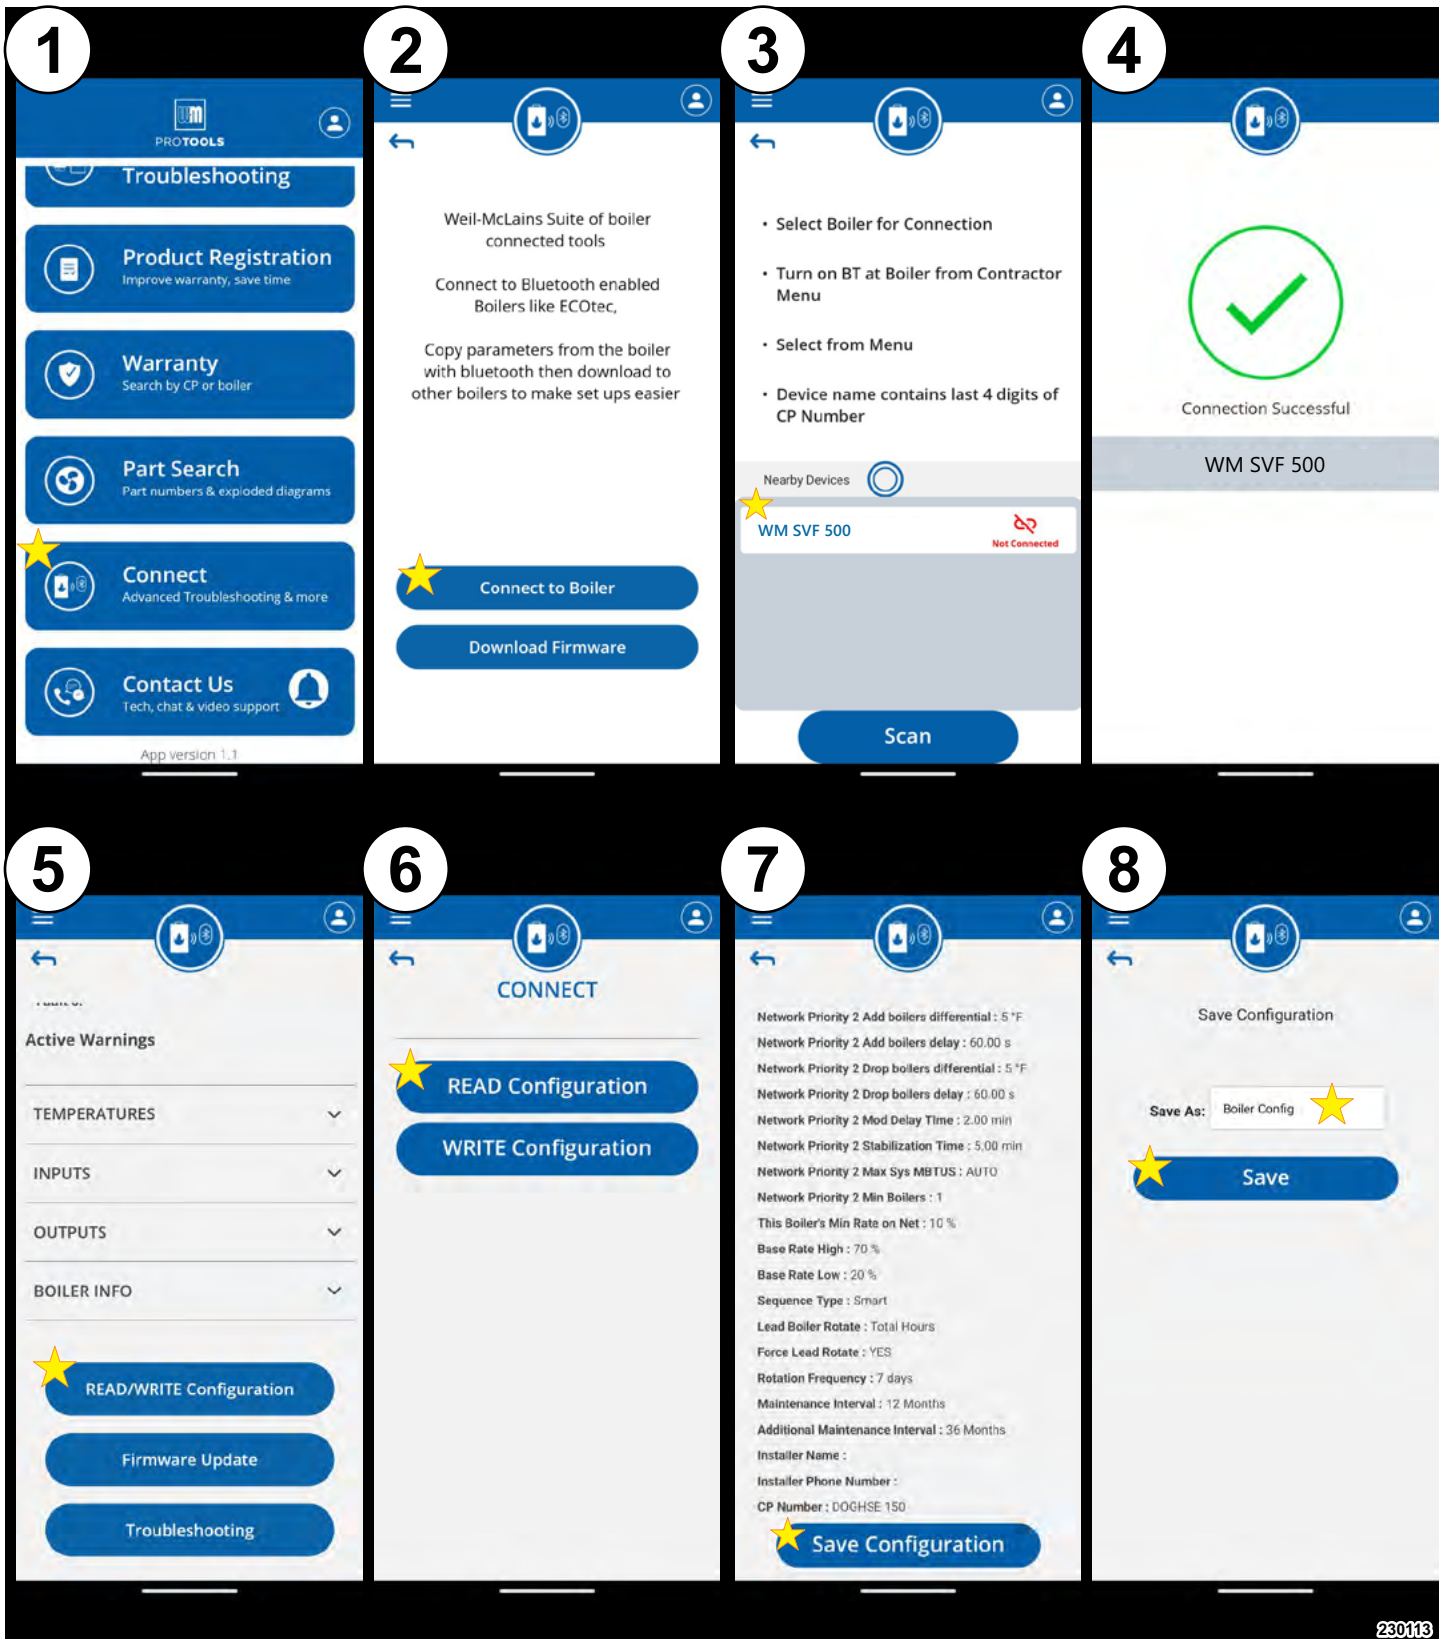 1
WM
PROTOOLS
Troubleshooting
Product Registration
Improve warranty, save time
Warranty
Search by CP or boiler
Part Search
Part numbers & exploded diagrams
Connect
Advanced Troubleshooting & more
Contact Us
Tech, chat & video support
App version 1.1
2
Weil-McLains Suite of boiler
connected tools
Connect to Bluetooth enabled
Boilers like ECOtec,
Copy parameters from the boiler
with bluetooth then download to
other boilers to make set ups easier
Connect to Boiler
Download Firmware
3
• Select Boiler for Connection
• Turn on BT at Boiler from Contractor
Menu
• Select from Menu
• Device name contains last 4 digits of
CP Number
Nearby Devices
WM SVF 500
Not Connected
Scan
4
Connection Successful
WM SVF 500
5
Active Warnings
TEMPERATURES
INPUTS
OUTPUTS
BOILER INFO
READ/WRITE Configuration
Firmware Update
Troubleshooting
6
CONNECT
READ Configuration
WRITE Configuration
7
Network Priority 2 Add boilers differential : 5 °F
Network Priority 2 Add boilers delay : 60.00 s
Network Priority 2 Drop boilers differential : 5 °F
Network Priority 2 Drop boilers delay : 60.00 s
Network Priority 2 Mod Delay Time : 2.00 min
Network Priority 2 Stabilization Time : 5.00 min
Network Priority 2 Max Sys MBTUS : AUTO
Network Priority 2 Min Boilers : 1
This Boiler's Min Rate on Net : 10 %
Base Rate High : 70 %
Base Rate Low : 20 %
Sequence Type : Smart
Lead Boiler Rotate : Total Hours
Force Lead Rotate : YES
Rotation Frequency : 7 days
Maintenance Interval : 12 Months
Additional Maintenance Interval : 36 Months
Installer Name :
Installer Phone Number :
CP Number : DOGHSE 150
Save Configuration
8
Save Configuration
Save As: Boiler Config
Save
230113